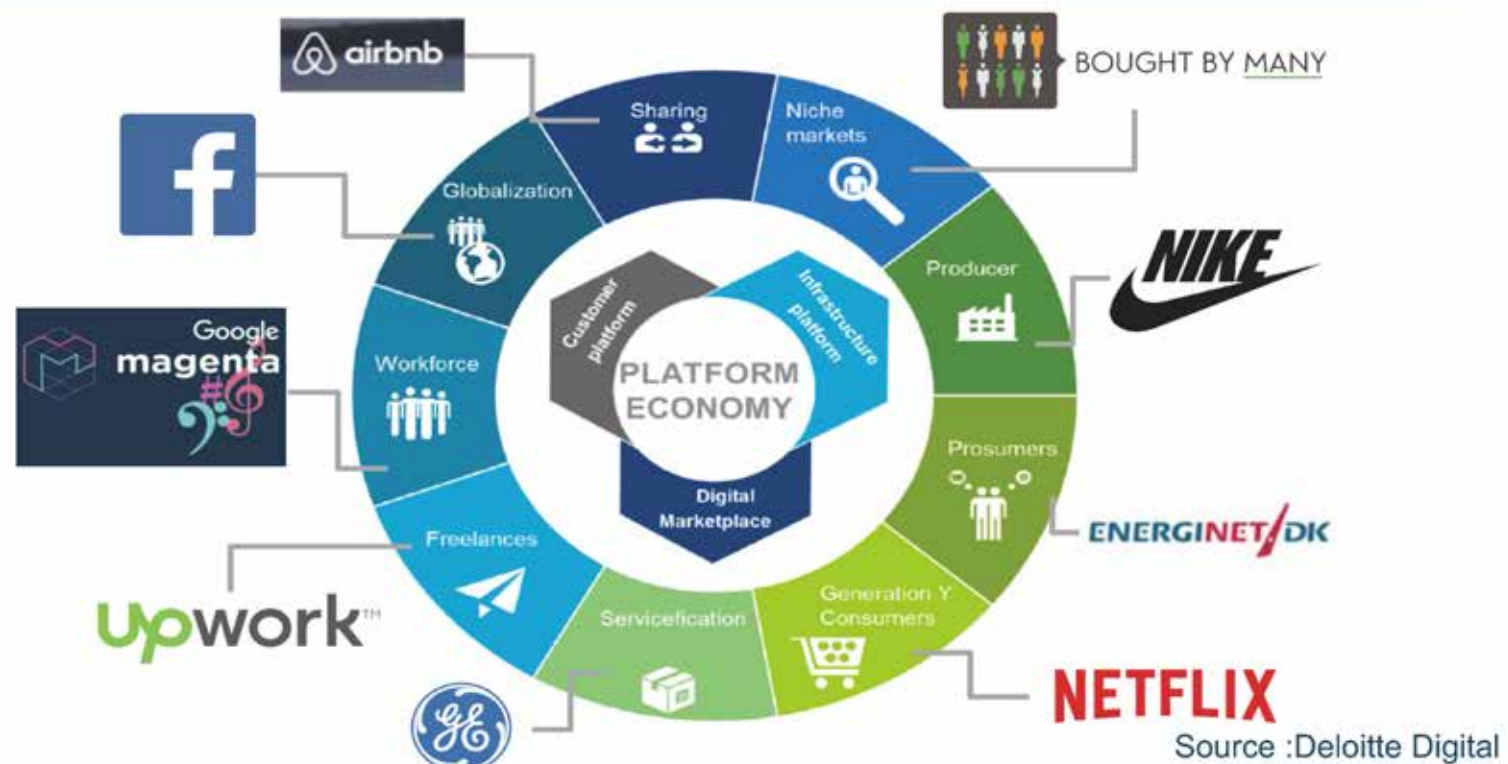 airbnb
BOUGHT BY MANY
Sharing
Niche
markets
f
Globalization
Producer
NIKE
Customer
platform
Infrastructure
platform
Google
magenta
Workforce
PLATFORM
ECONOMY
Prosumers
Digital
Marketplace
ENERGINET/DK
Freelances
Generation Y
Consumers
Servicefication
upwork™
GE
NETFLIX
Source :Deloitte Digital